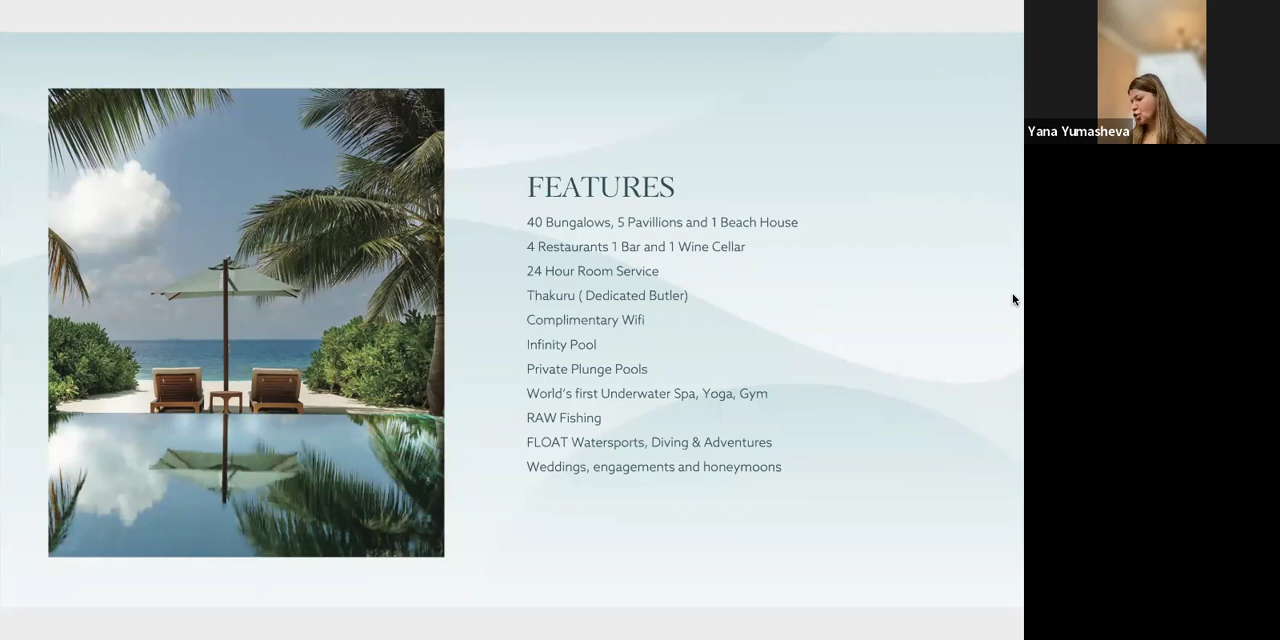 FEATURES
40 Bungalows, 5 Pavillions and 1 Beach House
4 Restaurants 1 Bar and 1 Wine Cellar
24 Hour Room Service
Thakuru ( Dedicated Butler)
Complimentary Wifi
Infinity Pool
Private Plunge Pools
World's first Underwater Spa, Yoga, Gym
RAW Fishing
FLOAT Watersports, Diving & Adventures
Weddings, engagements and honeymoons
Yana Yumasheva